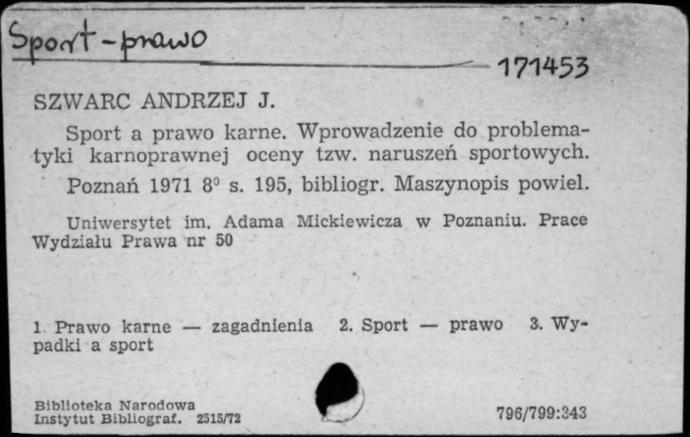 Sport - prawo
171453
SZWARC ANDRZEJ J.
Sport a prawo karne. Wprowadzenie do problema-
tyki karnoprawnej oceny tzw. naruszeń sportowych.
Poznań 1971 8⁰ s. 195, bibliogr. Maszynopis powiel.
Uniwersytet im. Adama Mickiewicza w Poznaniu. Prace
Wydziału Prawa nr 50
1. Prawo karne — zagadnienia 2. Sport — prawo 3. Wy-
padki a sport
Biblioteka Narodowa
Instytut Bibliograf. 2515/72
796/799:343